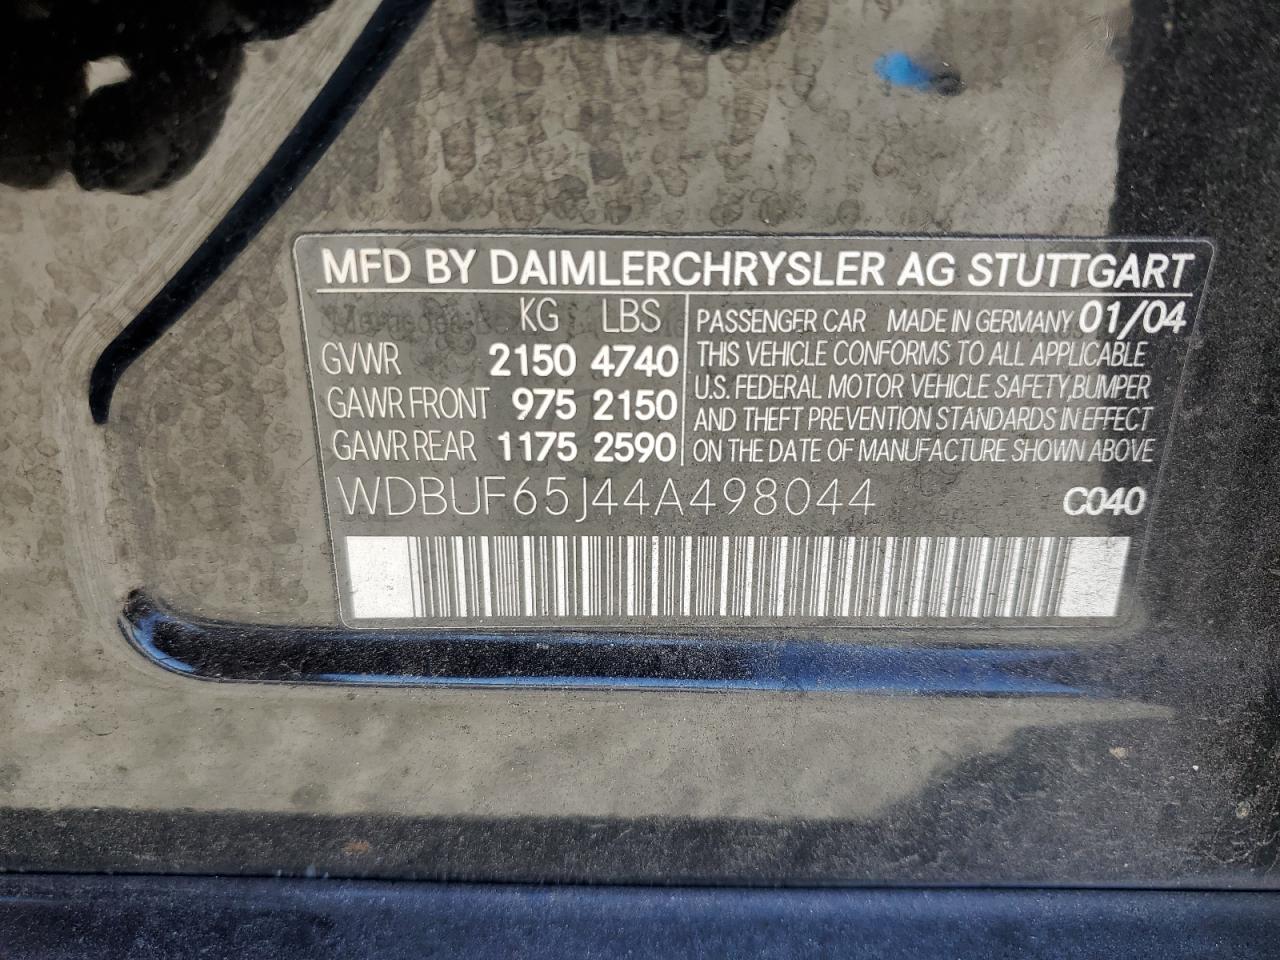 MFD BY DAIMLERCHRYSLER AG STUTTGART
KG LBS
GVWR 2150 4740
GAWR FRONT 975 2150
GAWR REAR 1175 2590
PASSENGER CAR MADE IN GERMANY 01/04
THIS VEHICLE CONFORMS TO ALL APPLICABLE
U.S. FEDERAL MOTOR VEHICLE SAFETY,BUMPER
AND THEFT PREVENTION STANDARDS IN EFFECT
ON THE DATE OF MANUFACTURE SHOWN ABOVE
WDBUF65J44A498044 C040